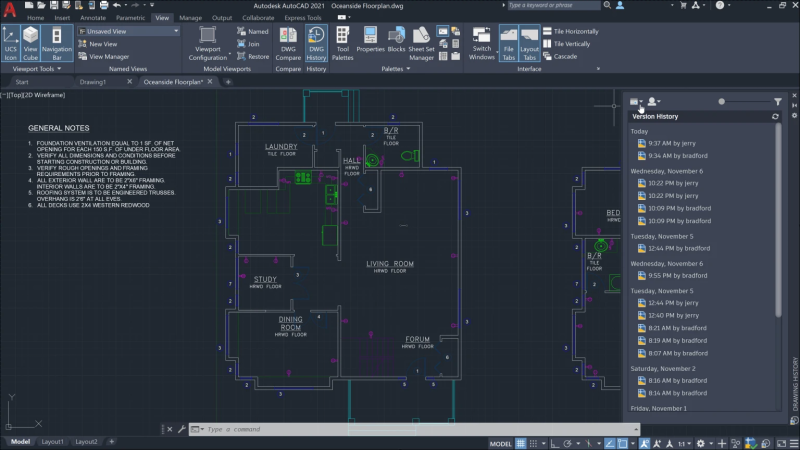 Autodesk AutoCAD 2021 Oceanside Floorplan.dwg
Type a keyword or phrase
Home Insert Annotate Parametric View Manage Output Collaborate Express Tools
UCS Icon
View Cube
Navigation Bar
Viewport Tools
Unsaved View
New View
View Manager
Named Views
Viewport Configuration
Named
Join
Restore
Model Viewports
DWG Compare
Compare
DWG History
History
Tool Palettes
Properties
Blocks
Sheet Set Manager
Palettes
Switch Windows
File Tabs
Layout Tabs
Tile Horizontally
Tile Vertically
Cascade
Interface
Start
Drawing1
Oceanside Floorplan*
[−][Top][2D Wireframe]
GENERAL NOTES
1. FOUNDATION VENTILATION EQUAL TO 1 SF. OF NET
OPENING FOR EACH 150 S.F. OF UNDER FLOOR AREA.
2. VERIFY ALL DIMENSIONS AND CONDITIONS BEFORE
STARTING CONSTRUCTION OR BUILDING.
3. VERIFY ROUGH OPENINGS AND FRAMING
REQUIREMENTS PRIOR TO FRAMING.
4. ALL EXTERIOR WALL ARE TO BE 2"X6" FRAMING.
INTERIOR WALLS ARE TO BE 2"X4" FRAMING.
5. ROOFING SYSTEM IS TO BE ENGINEERED TRUSSES.
OVERHANG IS 2'6" AT ALL EVES.
6. ALL DECKS USE 2X4 WESTERN REDWOOD
LAUNDRY
TILE FLOOR
B/R
TILE
FLOOR
HALL
HRWD
FLOOR
LIVING ROOM
HRWD FLOOR
STUDY
HRWD FLOOR
DINING
ROOM
HRWD FLOOR
FORUM
HRWD FLOOR
BED
B/R
TILE
FLOOR
Version History
Today
9:37 AM by jerry
9:34 AM by bradford
Wednesday, November 6
10:22 PM by jerry
10:22 PM by jerry
10:09 PM by bradford
10:09 PM by bradford
Tuesday, November 5
12:44 PM by bradford
Wednesday, November 6
9:55 PM by bradford
Tuesday, November 5
12:44 PM by jerry
12:40 PM by jerry
8:21 AM by bradford
8:19 AM by bradford
8:07 AM by bradford
Saturday, November 2
8:16 AM by bradford
8:14 AM by bradford
Friday, November 1
DRAWING HISTORY
Y
X
Type a command
Model Layout1 Layout2
MODEL
1:1